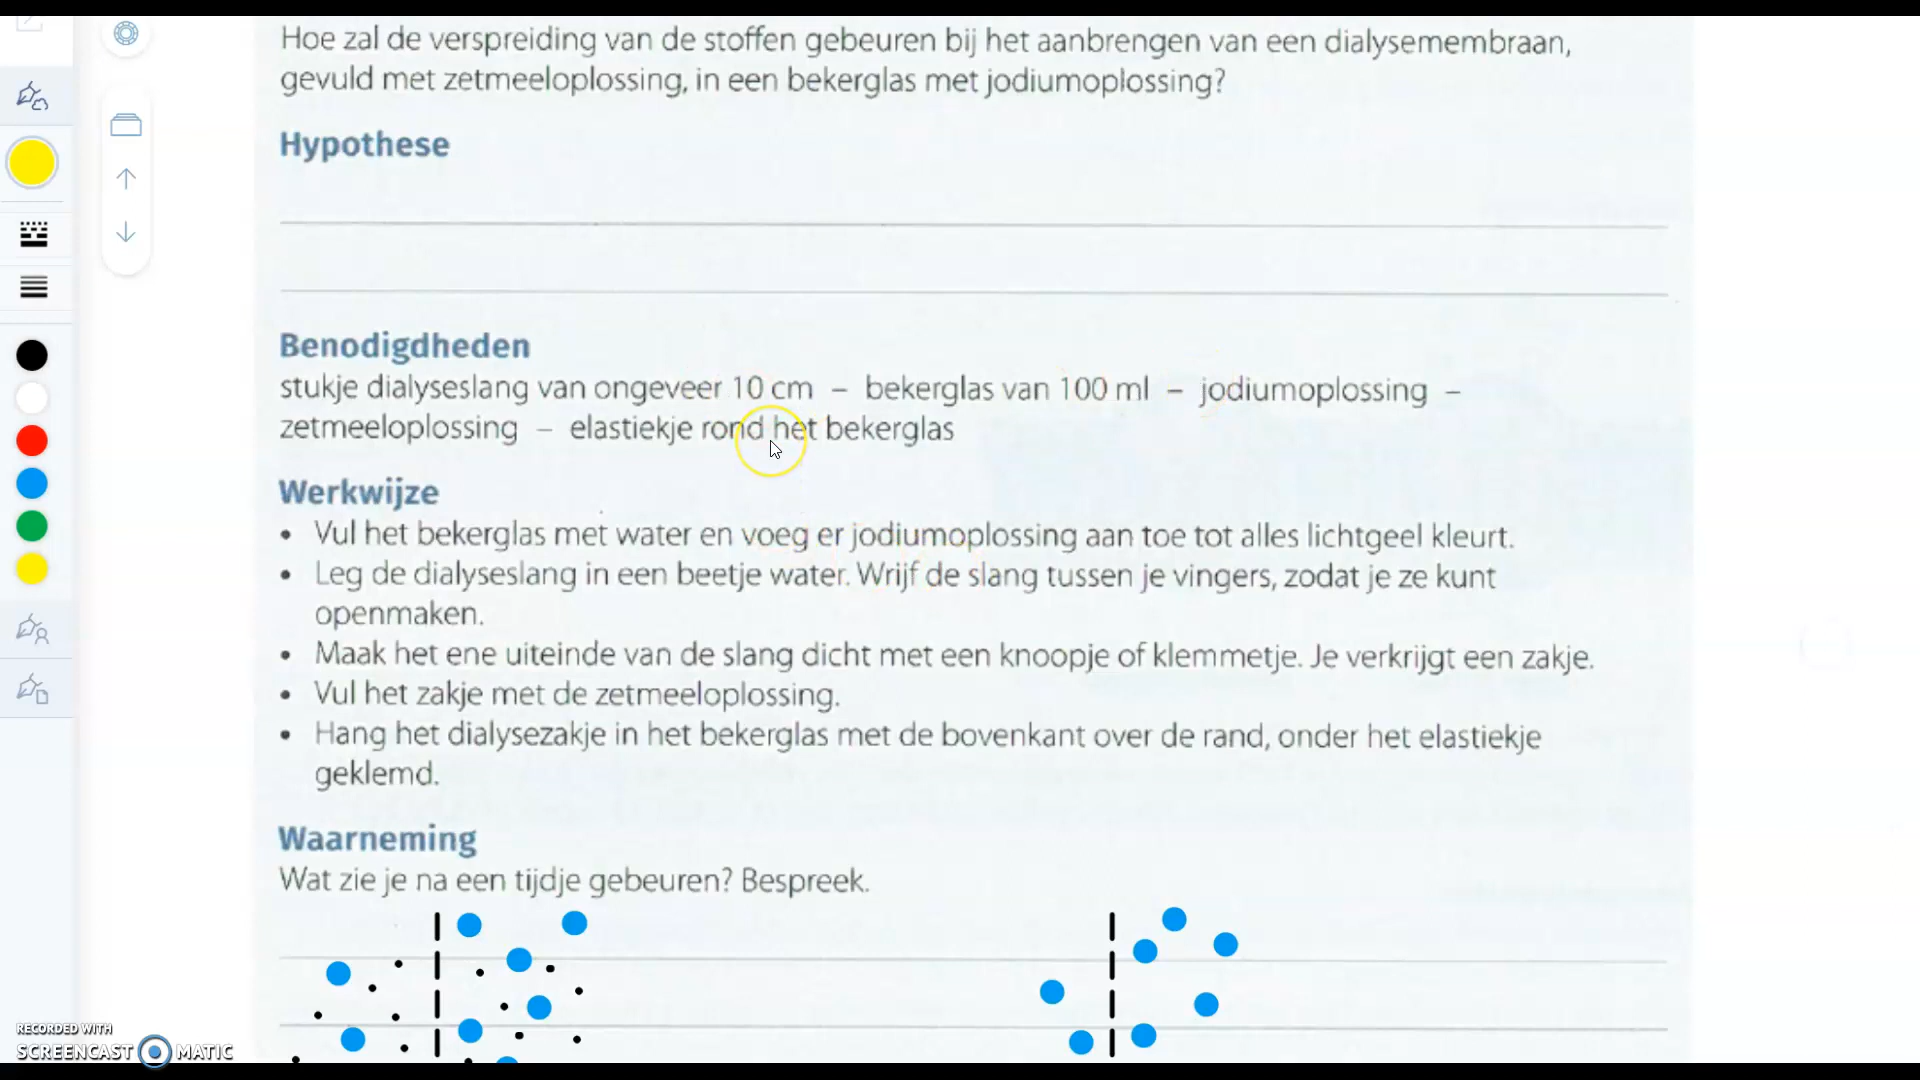 Hoe zal de verspreiding van de stoffen gebeuren bij het aanbrengen van een dialysemembraan,
gevuld met zetmeeloplossing, in een bekerglas met jodiumoplossing?
Hypothese
Benodigdheden
stukje dialyseslang van ongeveer 10 cm – bekerglas van 100 ml – jodiumoplossing –
zetmeeloplossing – elastiekje rond het bekerglas
Werkwijze
• Vul het bekerglas met water en voeg er jodiumoplossing aan toe tot alles lichtgeel kleurt.
• Leg de dialyseslang in een beetje water. Wrijf de slang tussen je vingers, zodat je ze kunt
openmaken.
• Maak het ene uiteinde van de slang dicht met een knoopje of klemmetje. Je verkrijgt een zakje.
• Vul het zakje met de zetmeeloplossing.
• Hang het dialysezakje in het bekerglas met de bovenkant over de rand, onder het elastiekje
geklemd.
Waarneming
Wat zie je na een tijdje gebeuren? Bespreek.
RECORDED WITH
SCREENCAST MATIC